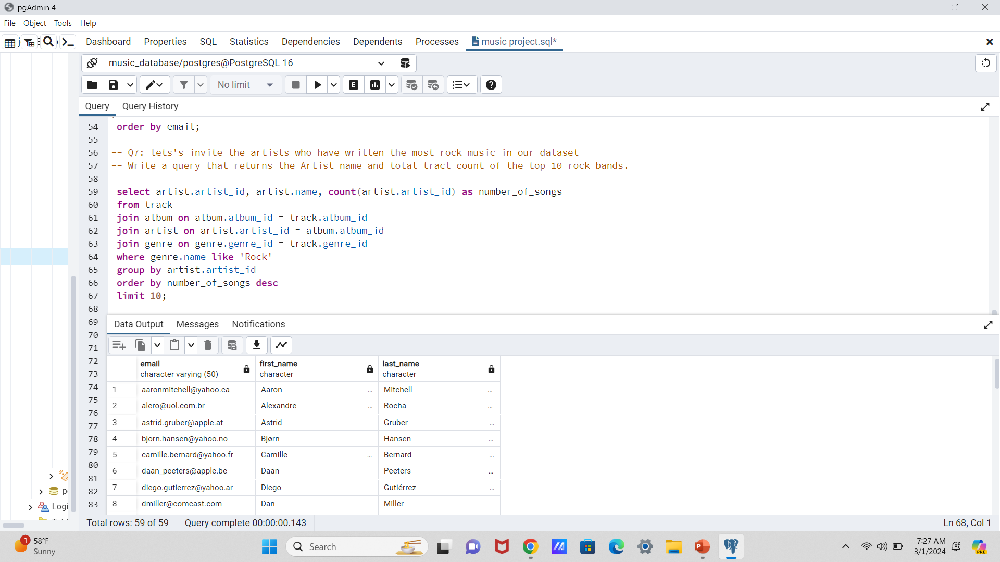 pgAdmin 4
File Object Tools Help
Dashboard Properties SQL Statistics Dependencies Dependents Processes music project.sql*
music_database/postgres@PostgreSQL 16
No limit
E
Query Query History
54 order by email;
55
56 -- Q7: lets's invite the artists who have written the most rock music in our dataset
57 -- Write a query that returns the Artist name and total tract count of the top 10 rock bands.
58
59 select artist.artist_id, artist.name, count(artist.artist_id) as number_of_songs
60 from track
61 join album on album.album_id = track.album_id
62 join artist on artist.artist_id = album.album_id
63 join genre on genre.genre_id = track.genre_id
64 where genre.name like 'Rock'
65 group by artist.artist_id
66 order by number_of_songs desc
67 limit 10;
68
69
70
71
72
73
74
75
76
77
78
79
80
81
82
83
Data Output Messages Notifications
email first_name last_name
character varying (50) character character
1 aaronmitchell@yahoo.ca Aaron ... Mitchell ...
2 alero@uol.com.br Alexandre ... Rocha ...
3 astrid.gruber@apple.at Astrid Gruber ...
4 bjorn.hansen@yahoo.no Bjørn Hansen ...
5 camille.bernard@yahoo.fr Camille ... Bernard ...
6 daan_peeters@apple.be Daan Peeters ...
7 diego.gutierrez@yahoo.ar Diego Gutiérrez ...
8 dmiller@comcast.com Dan Miller
Logi
Total rows: 59 of 59 Query complete 00:00:00.143 Ln 68, Col 1
1 58°F
Sunny
Search
7:27 AM
3/1/2024
PRE